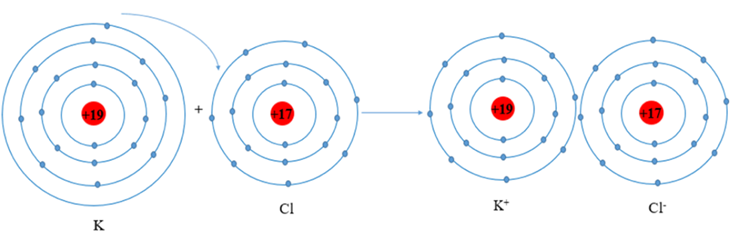 +19 + +17 +19 +17
K Cl K⁺ Cl⁻